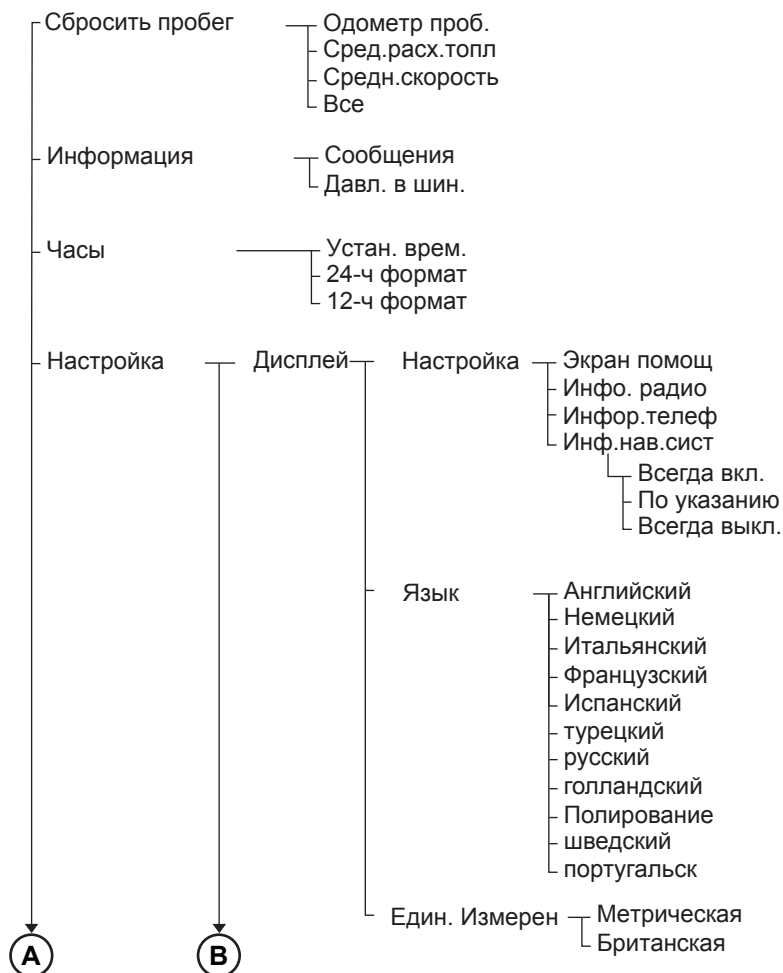 Сбросить пробег
Одометр проб.
Сред.расх.топл
Средн.скорость
Все
Информация
Сообщения
Давл. в шин.
Часы
Устан. врем.
24-ч формат
12-ч формат
Настройка
Дисплей
Настройка
Экран помощ
Инфо. радио
Инфор.телеф
Инф.нав.сист
Всегда вкл.
По указанию
Всегда выкл.
Язык
Английский
Немецкий
Итальянский
Французский
Испанский
турецкий
русский
голландский
Полирование
шведский
португальск
Един. Измерен
Метрическая
Британская
A
B